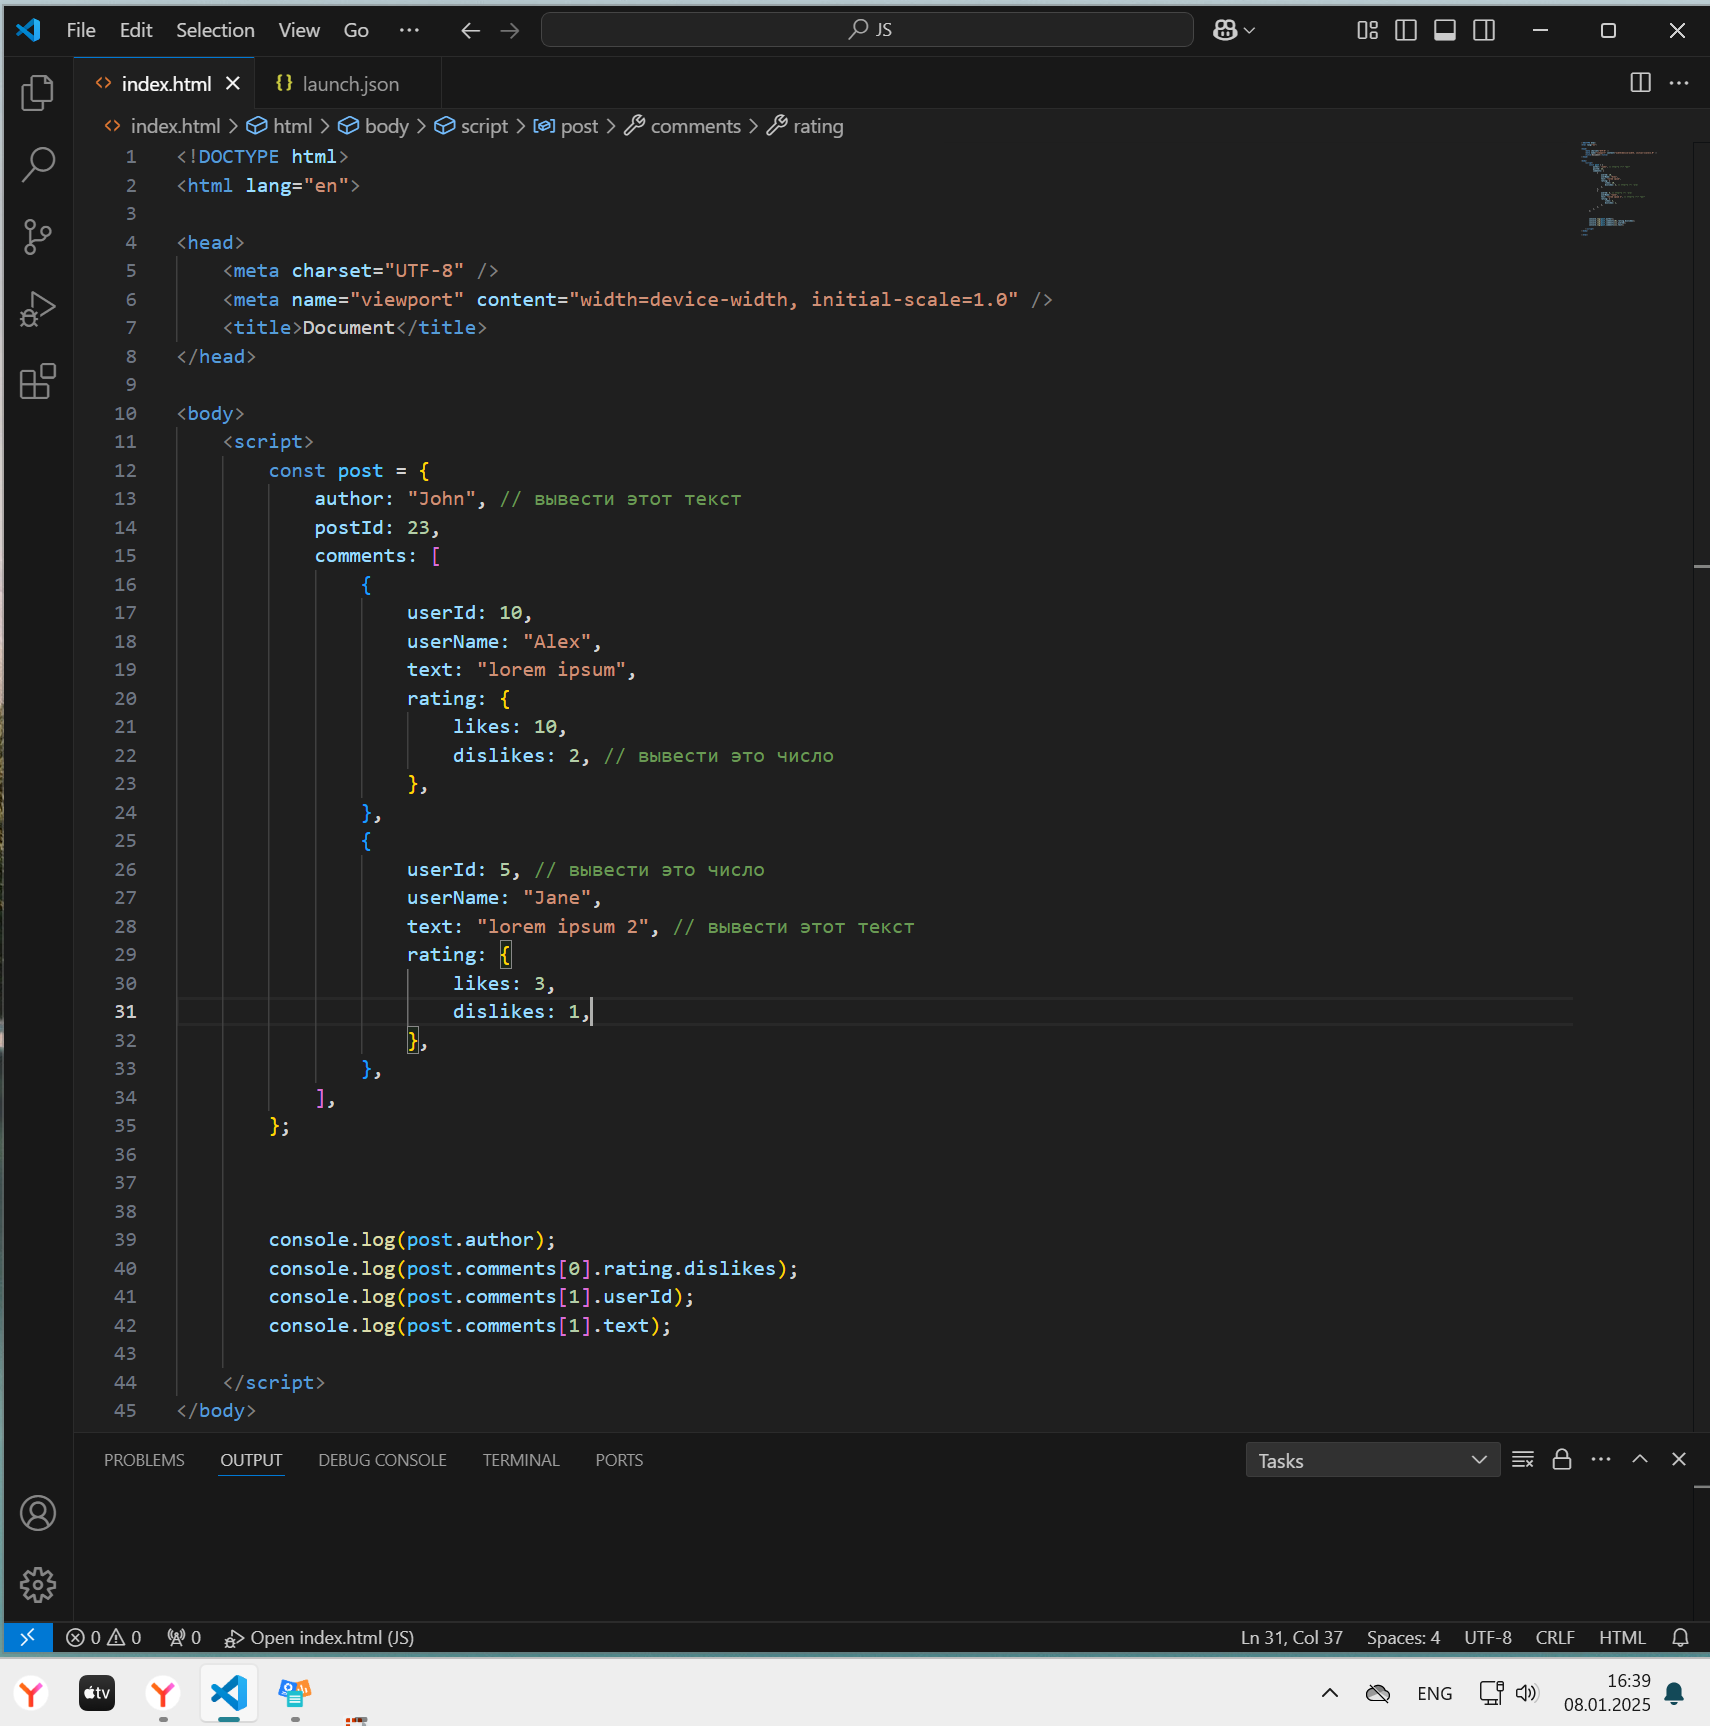 File Edit Selection View Go ··· JS
index.html launch.json
index.html > html > body > script > post > comments > rating
1 <!DOCTYPE html>
2 <html lang="en">
3
4 <head>
5 <meta charset="UTF-8" />
6 <meta name="viewport" content="width=device-width, initial-scale=1.0" />
7 <title>Document</title>
8 </head>
9
10 <body>
11 <script>
12 const post = {
13 author: "John", // вывести этот текст
14 postId: 23,
15 comments: [
16 {
17 userId: 10,
18 userName: "Alex",
19 text: "lorem ipsum",
20 rating: {
21 likes: 10,
22 dislikes: 2, // вывести это число
23 },
24 },
25 {
26 userId: 5, // вывести это число
27 userName: "Jane",
28 text: "lorem ipsum 2", // вывести этот текст
29 rating: {
30 likes: 3,
31 dislikes: 1,
32 },
33 },
34 ],
35 };
36
37
38
39 console.log(post.author);
40 console.log(post.comments[0].rating.dislikes);
41 console.log(post.comments[1].userId);
42 console.log(post.comments[1].text);
43
44 </script>
45 </body>
PROBLEMS OUTPUT DEBUG CONSOLE TERMINAL PORTS Tasks
0 0 0 Open index.html (JS) Ln 31, Col 37 Spaces: 4 UTF-8 CRLF HTML
tv ENG 16:39
08.01.2025